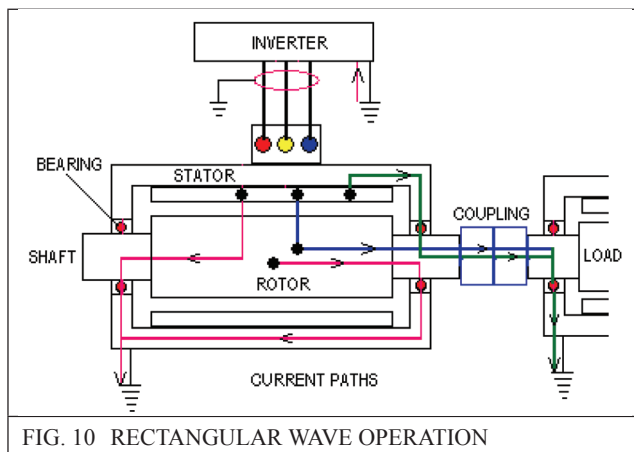 INVERTER
BEARING
STATOR
COUPLING
SHAFT
LOAD
ROTOR
CURRENT PATHS
FIG. 10 RECTANGULAR WAVE OPERATION